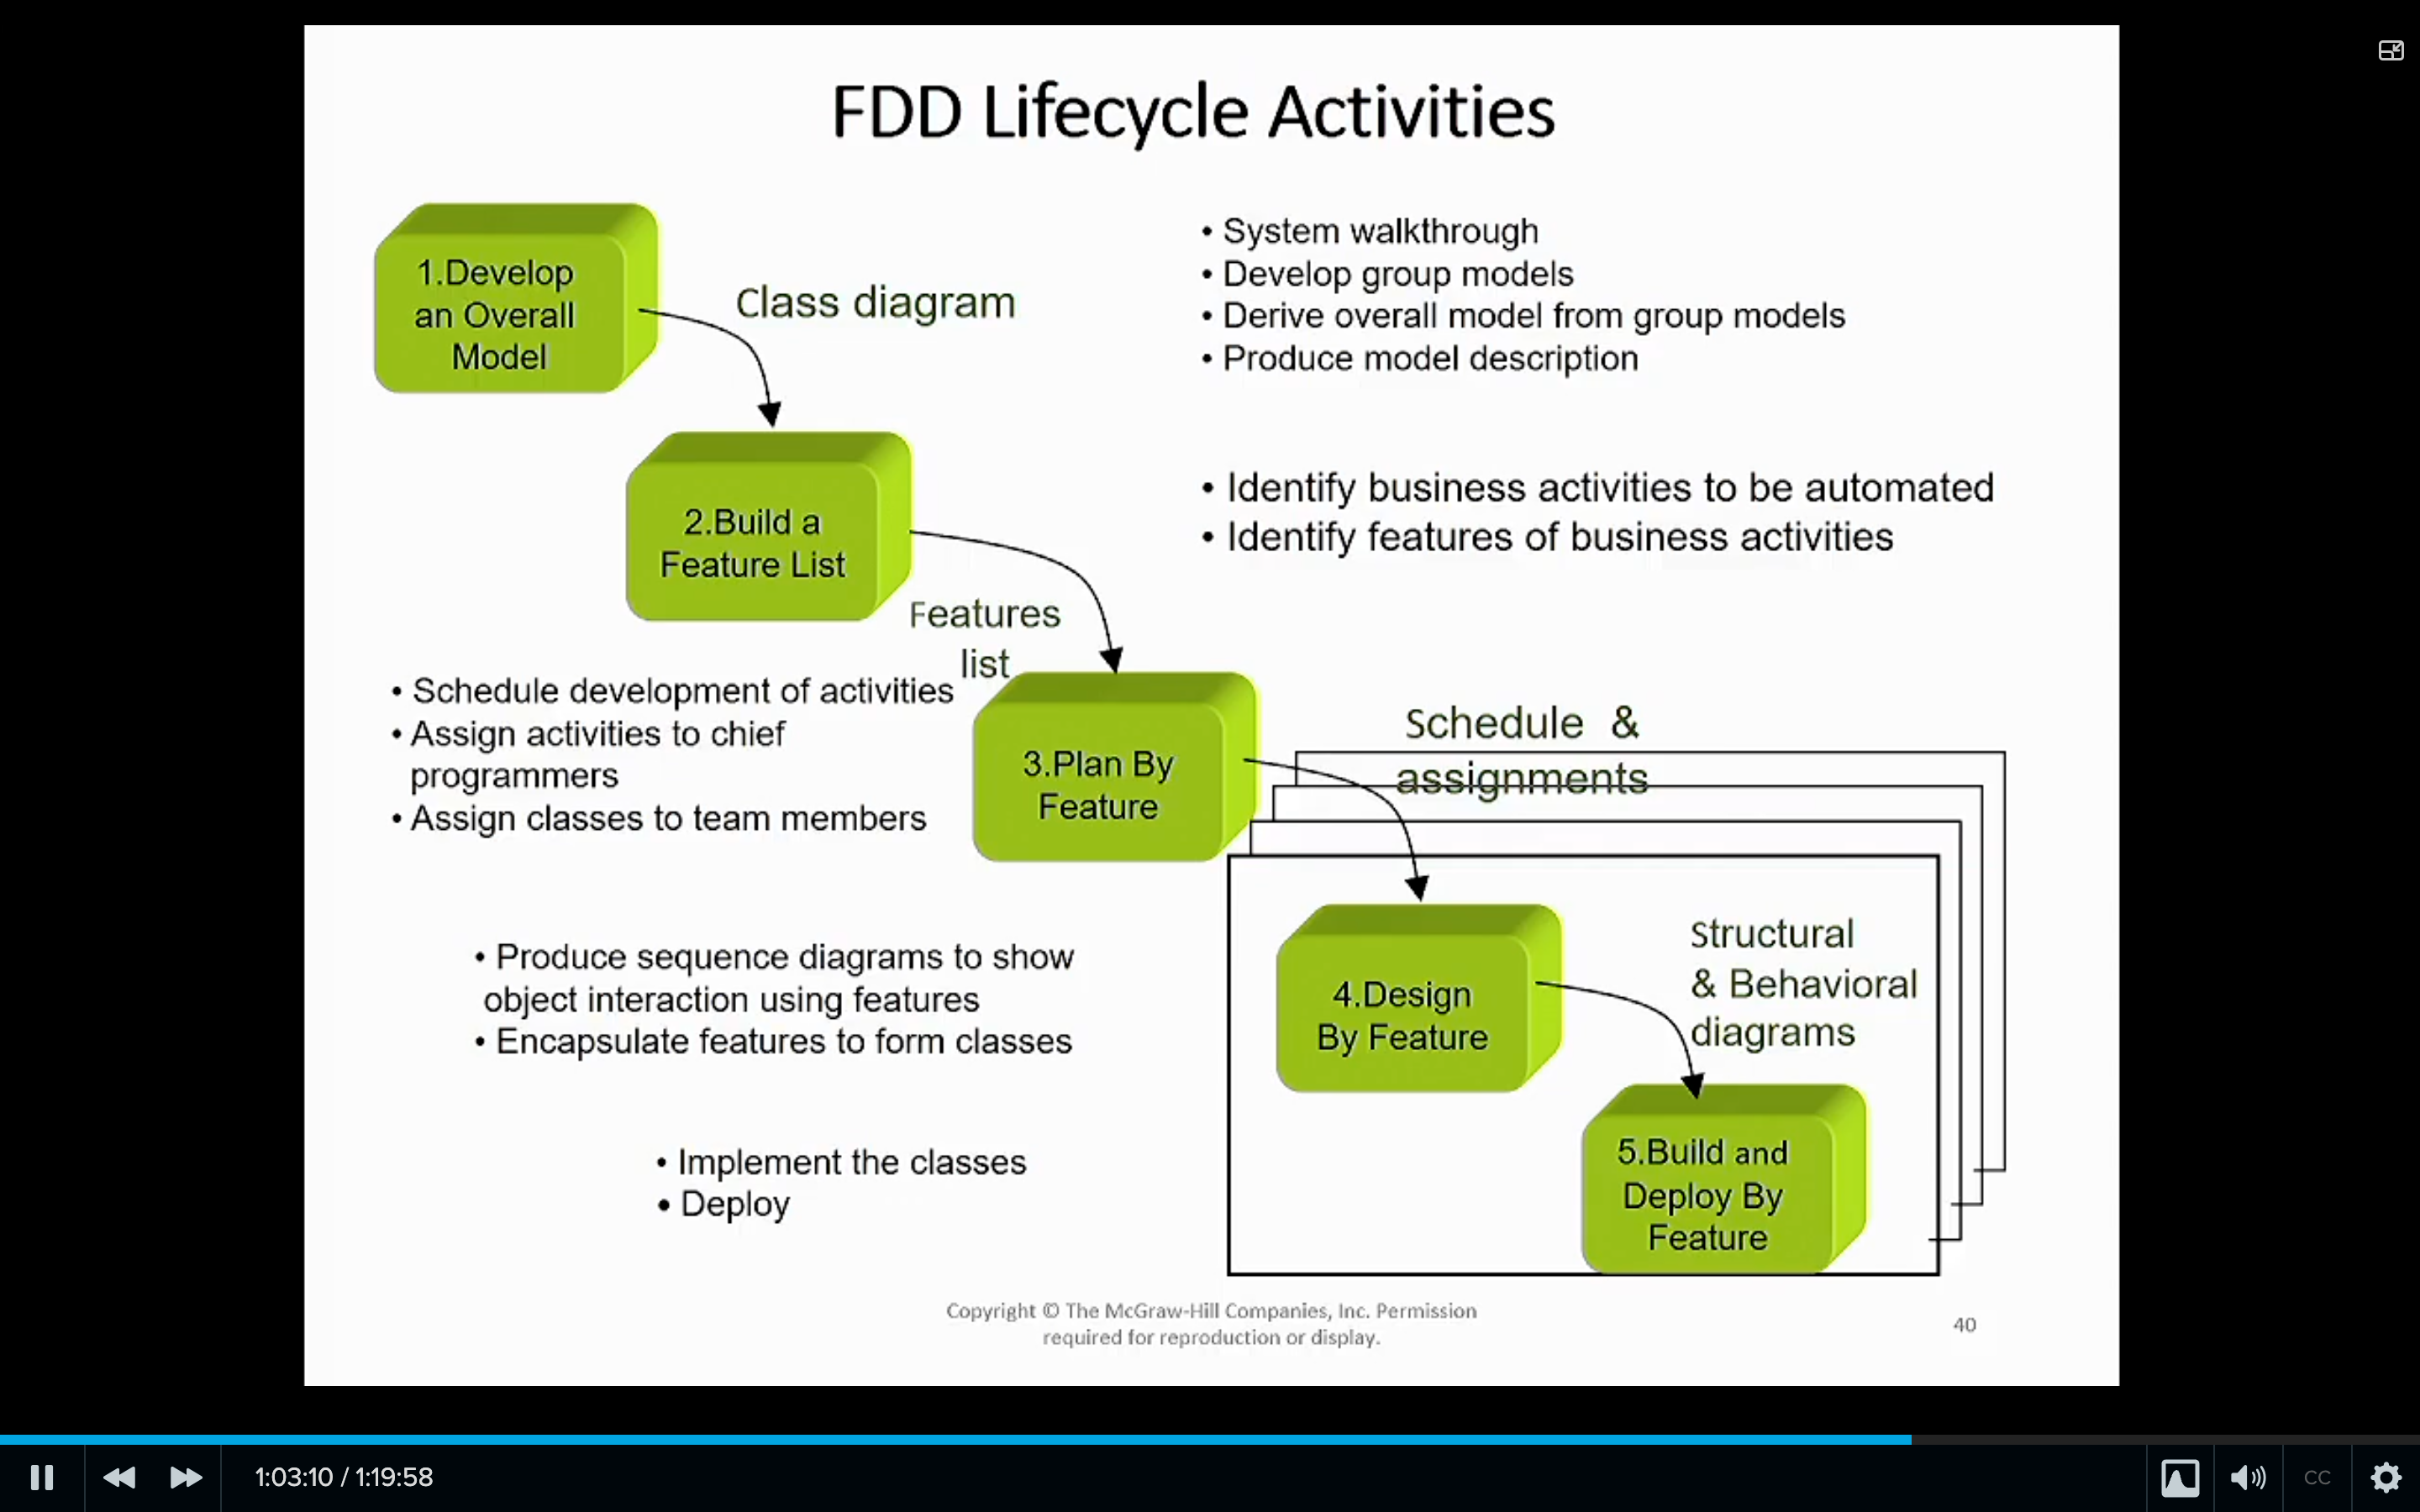 FDD Lifecycle Activities
1.Develop
an Overall
Model
Class diagram
• System walkthrough
• Develop group models
• Derive overall model from group models
• Produce model description
2.Build a
Feature List
• Identify business activities to be automated
• Identify features of business activities
Features
list
• Schedule development of activities
• Assign activities to chief
programmers
• Assign classes to team members
3.Plan By
Feature
Schedule &
assignments
• Produce sequence diagrams to show
object interaction using features
• Encapsulate features to form classes
4.Design
By Feature
Structural
& Behavioral
diagrams
• Implement the classes
• Deploy
5.Build and
Deploy By
Feature
Copyright © The McGraw-Hill Companies, Inc. Permission
required for reproduction or display.
40
1:03:10 / 1:19:58
CC